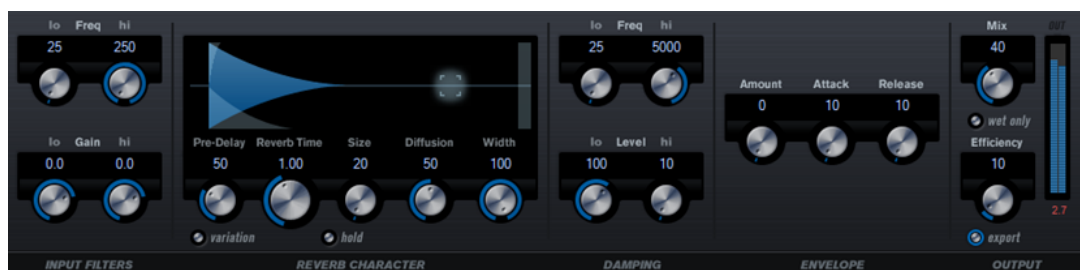 lo Freq hi
25 250
lo Gain hi
0.0 0.0
INPUT FILTERS
Pre-Delay Reverb Time Size Diffusion Width
50 1.00 20 50 100
variation hold
REVERB CHARACTER
lo Freq hi
25 5000
lo Level hi
100 10
DAMPING
Amount Attack Release
0 10 10
ENVELOPE
Mix OUT
40
wet only
Efficiency
10
2.7
export
OUTPUT